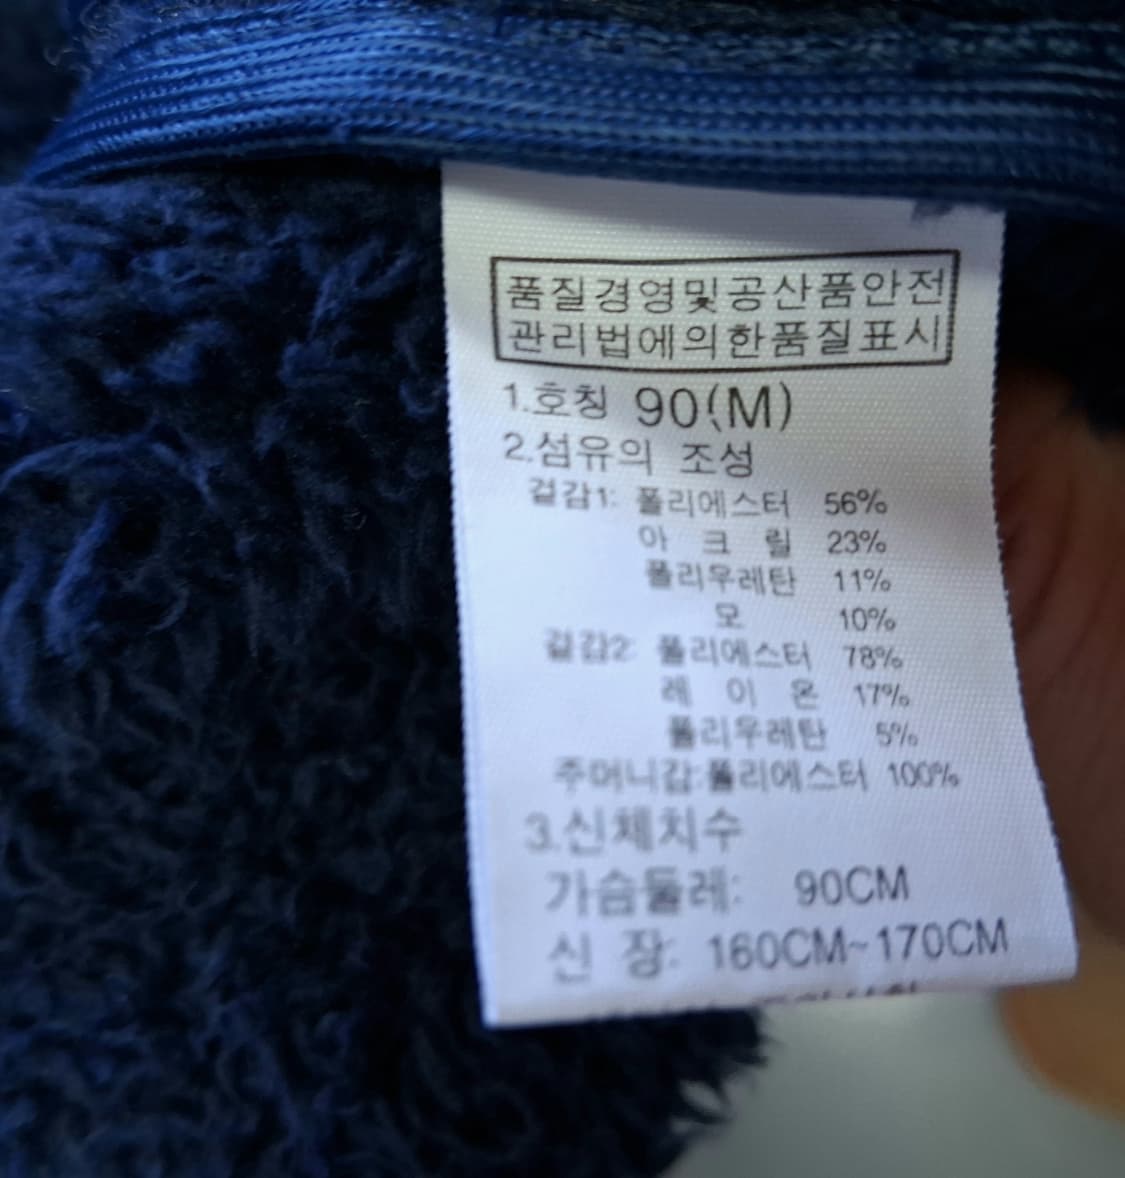 품질경영및공산품안전
관리법에의한품질표시
1.호칭 90(M)
2.섬유의 조성
겉감1: 폴리에스터 56%
아 크 릴 23%
폴리우레탄 11%
모 10%
겉감2: 폴리에스터 78%
레 이 온 17%
폴리우레탄 5%
주머니감:폴리에스터 100%
3.신체치수
가슴둘레: 90CM
신 장: 160CM~170CM